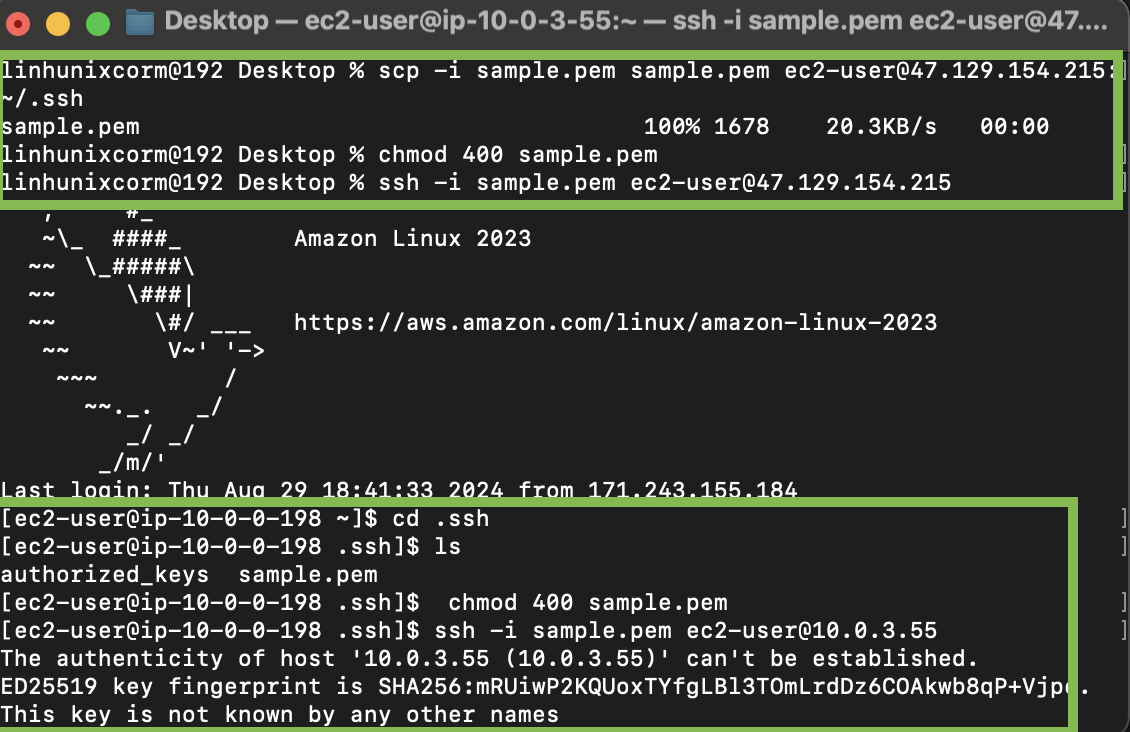 Desktop — ec2-user@ip-10-0-3-55:~ — ssh -i sample.pem ec2-user@47....
linhunixcorm@192 Desktop % scp -i sample.pem sample.pem ec2-user@47.129.154.215:
~/.ssh
sample.pem 100% 1678 20.3KB/s 00:00
linhunixcorm@192 Desktop % chmod 400 sample.pem
linhunixcorm@192 Desktop % ssh -i sample.pem ec2-user@47.129.154.215
   ,     #_
   ~\_  ####_        Amazon Linux 2023
  ~~  \_#####\
  ~~     \###|
  ~~       \#/ ___   https://aws.amazon.com/linux/amazon-linux-2023
   ~~       V~' '->
    ~~~         /
      ~~._.   _/
         _/ _/
       _/m/'
Last login: Thu Aug 29 18:41:33 2024 from 171.243.155.184
[ec2-user@ip-10-0-0-198 ~]$ cd .ssh
[ec2-user@ip-10-0-0-198 .ssh]$ ls
authorized_keys  sample.pem
[ec2-user@ip-10-0-0-198 .ssh]$  chmod 400 sample.pem
[ec2-user@ip-10-0-0-198 .ssh]$ ssh -i sample.pem ec2-user@10.0.3.55
The authenticity of host '10.0.3.55 (10.0.3.55)' can't be established.
ED25519 key fingerprint is
This key is not known by any other names